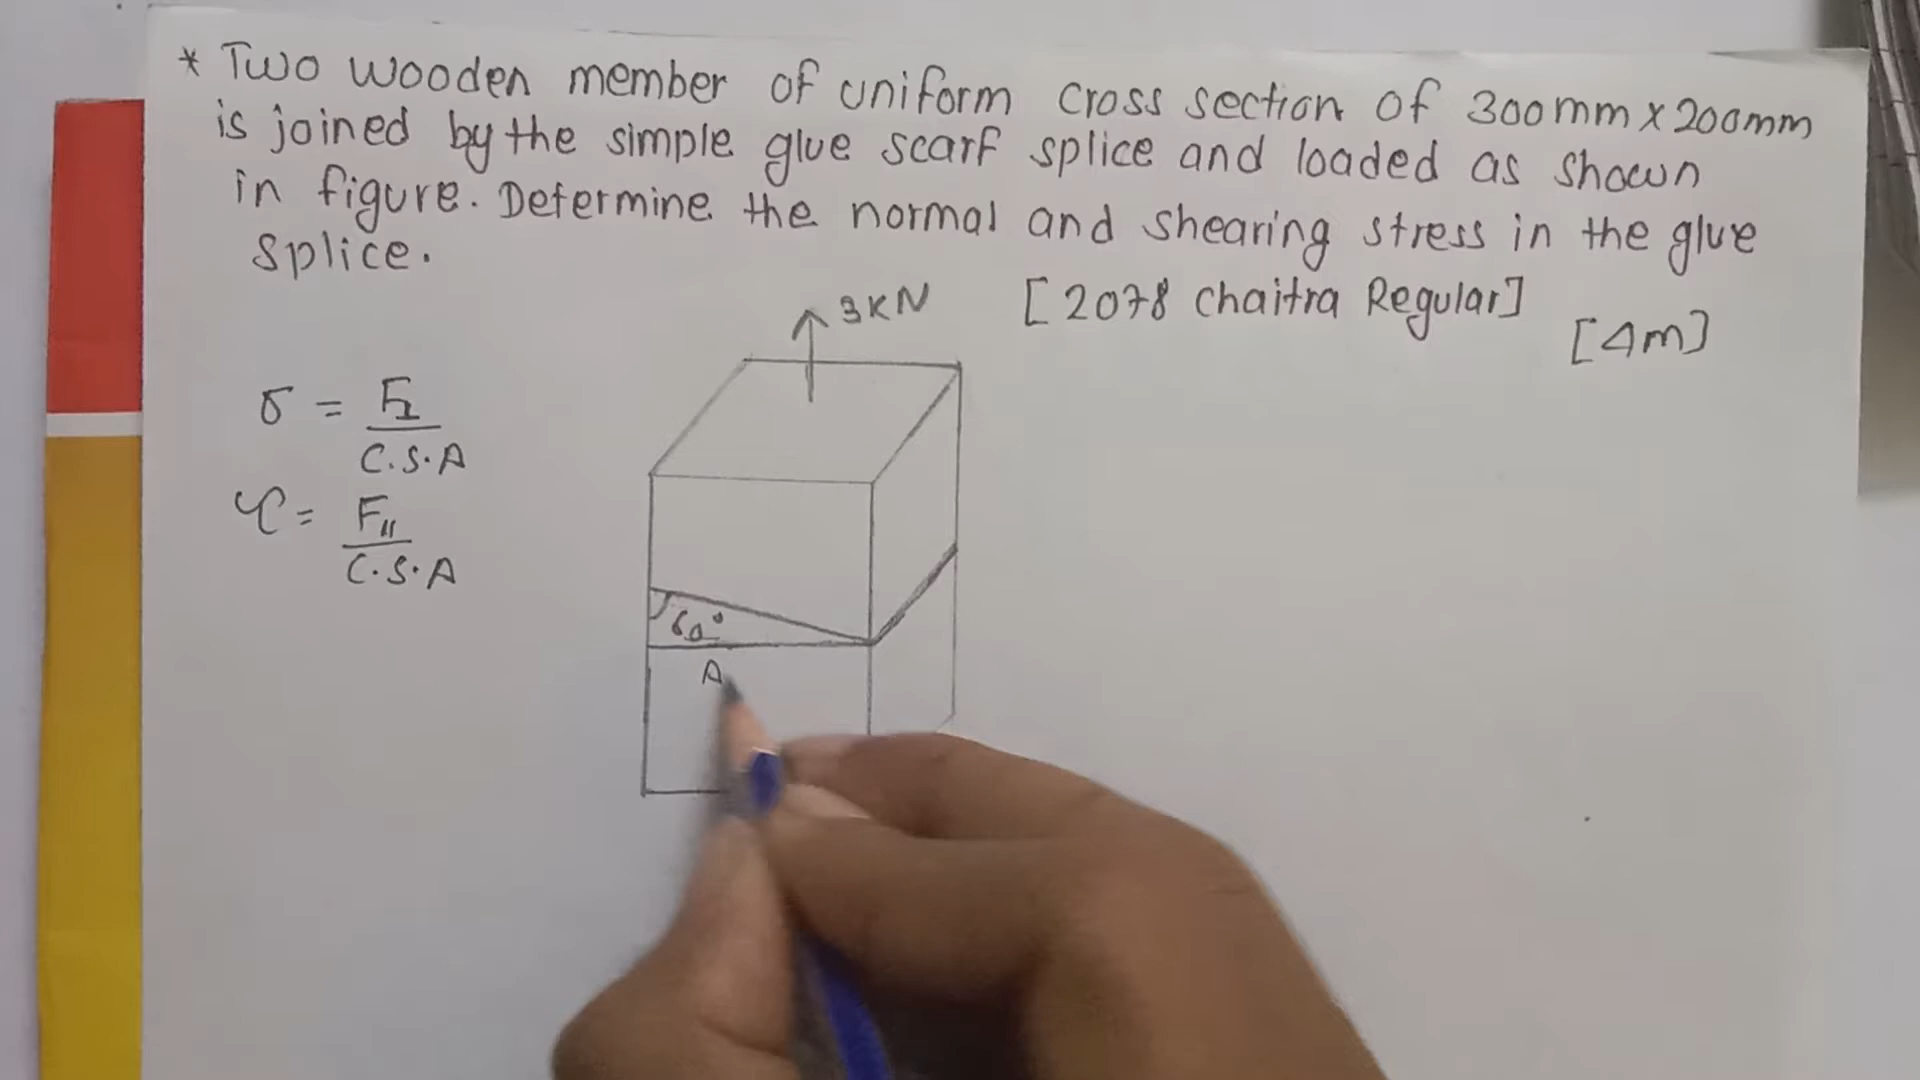 * Two wooden member of uniform cross section of 300mm x 200mm
is joined by the simple glue scarf splice and loaded as shown
in figure. Determine the normal and shearing stress in the glue
splice.
[2078 chaitra Regular]
[4m]
3KN
σ = F⊥
C.S.A
τ = F∥
C.S.A
60°
A